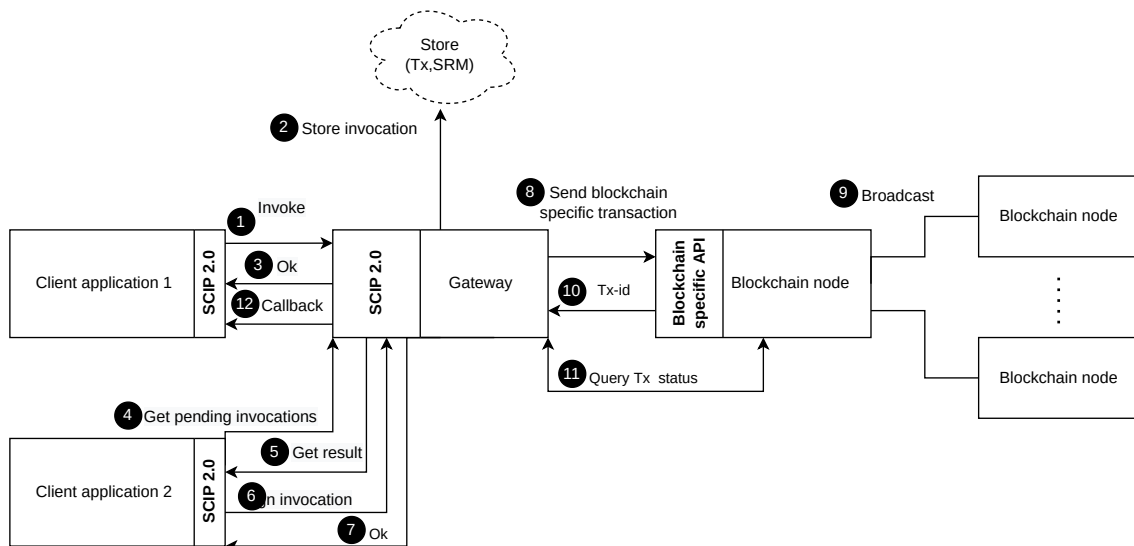 Store
(Tx,SRM)
2 Store invocation
1 Invoke
8 Send blockchain
specific transaction
9 Broadcast
Blockchain node
Client application 1
SCIP 2.0
3 Ok
12 Callback
SCIP 2.0
Gateway
10 Tx-id
Blockchain
specific API
Blockchain node
11 Query Tx status
Blockchain node
4 Get pending invocations
Client application 2
SCIP 2.0
5 Get result
6 gn invocation
7 Ok